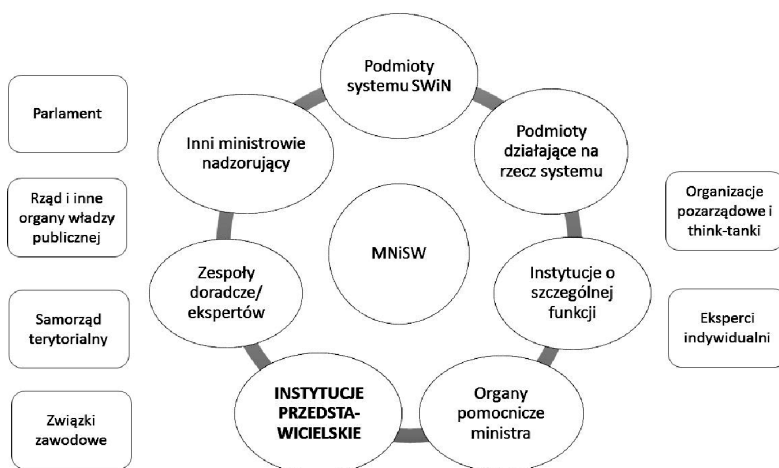 Podmioty
systemu SWiN
Parlament
Inni ministrowie
nadzorujący
Podmioty
działające na
rzecz systemu
Rząd i inne
organy władzy
publicznej
Organizacje
pozarządowe i
think-tanki
MNiSW
Zespoły
doradcze/
ekspertów
Instytucje o
szczególnej
funkcji
Samorząd
terytorialny
Eksperci
indywidualni
INSTYTUCJE
PRZEDSTA-
WICIELSKIE
Organy
pomocnicze
ministra
Związki
zawodowe